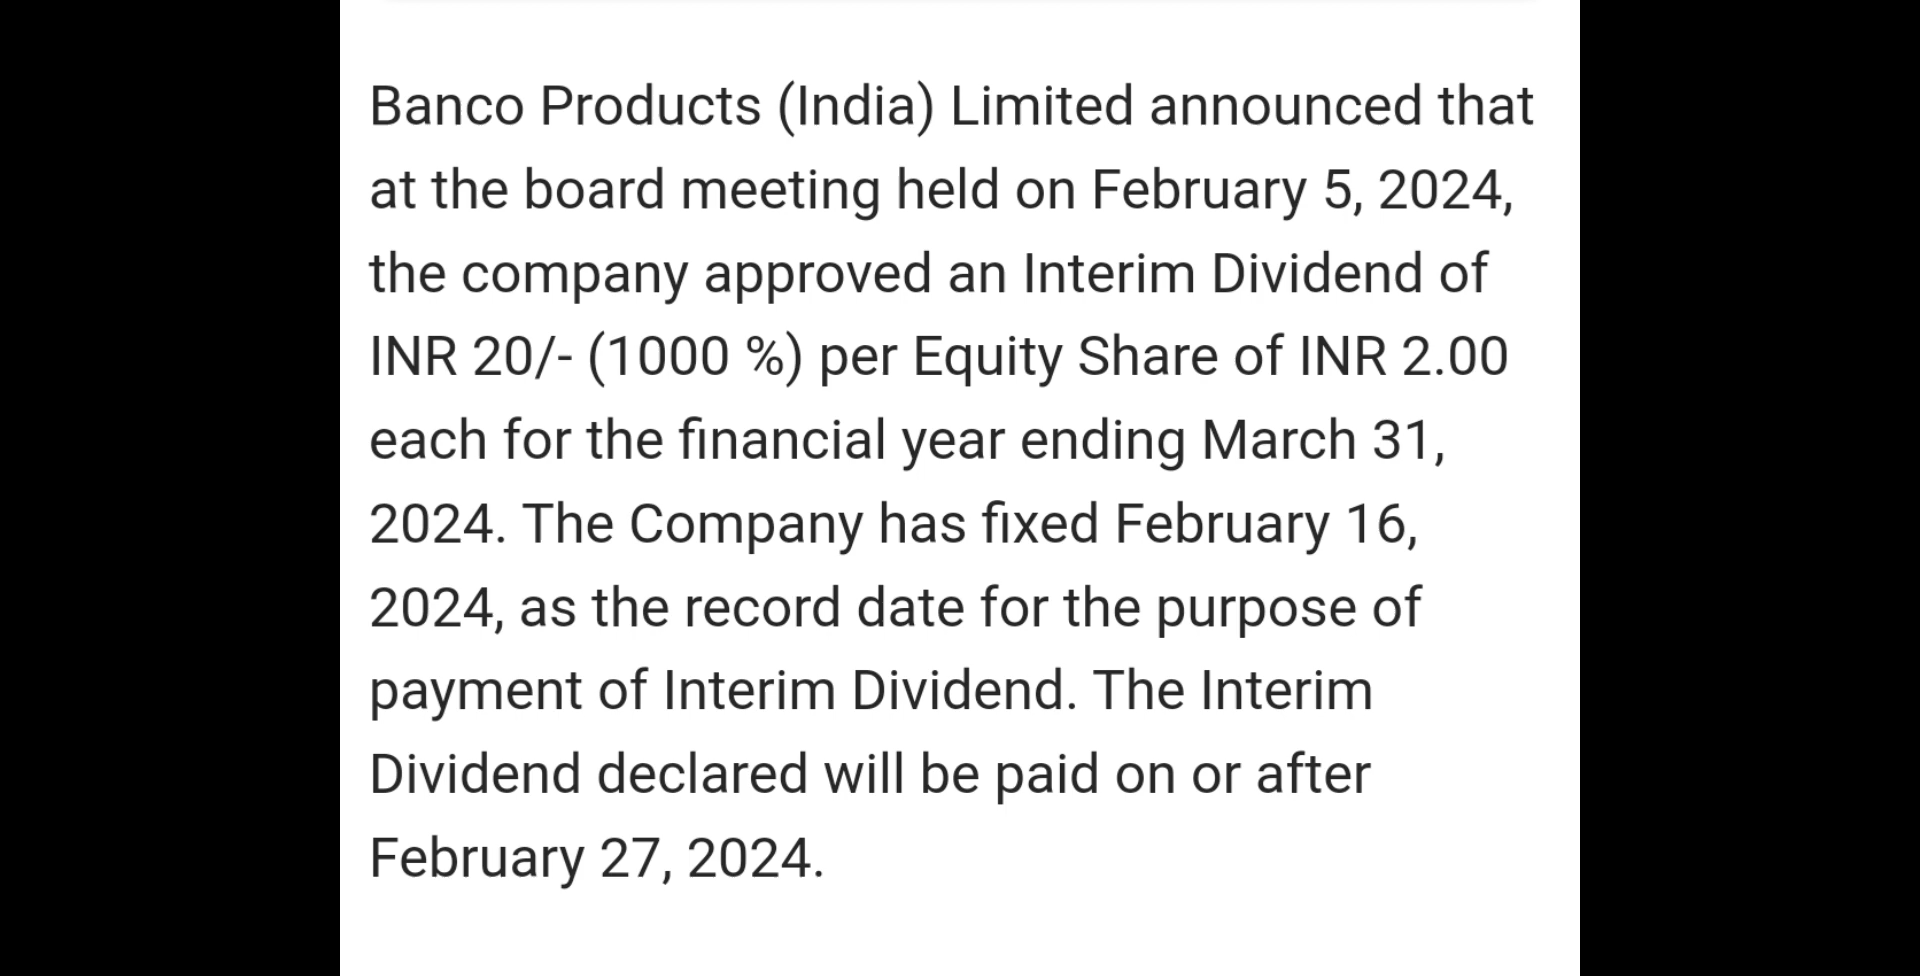 Banco Products (India) Limited announced that
at the board meeting held on February 5, 2024,
the company approved an Interim Dividend of
INR 20/- (1000 %) per Equity Share of INR 2.00
each for the financial year ending March 31,
2024. The Company has fixed February 16,
2024, as the record date for the purpose of
payment of Interim Dividend. The Interim
Dividend declared will be paid on or after
February 27, 2024.